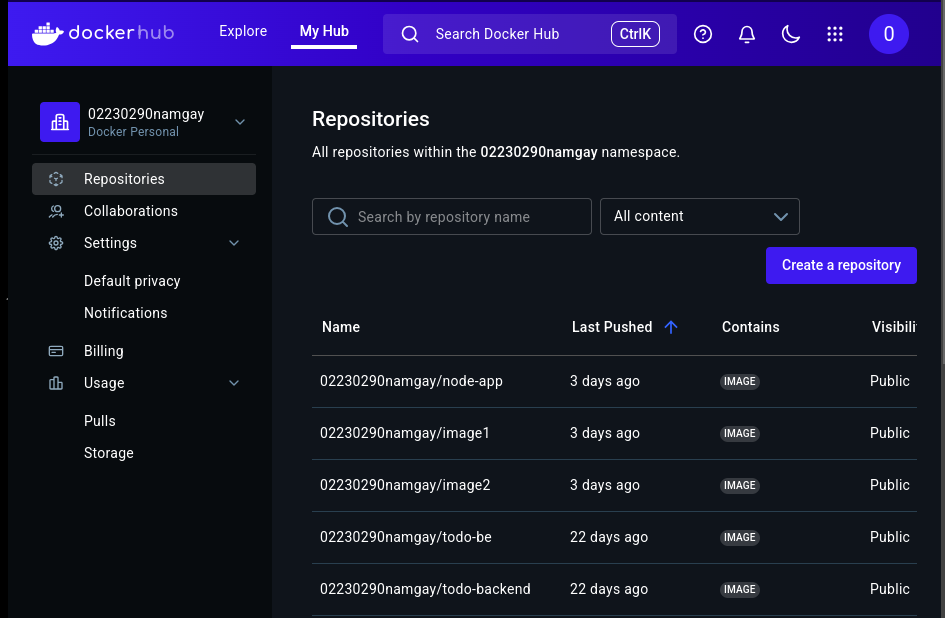 dockerhub Explore My Hub Search Docker Hub CtrlK O
02230290namgay
Docker Personal
Repositories
Collaborations
Settings
Default privacy
Notifications
Billing
Usage
Pulls
Storage
Repositories
All repositories within the 02230290namgay namespace.
Search by repository name All content
Create a repository
Name Last Pushed Contains Visibili
02230290namgay/node-app 3 days ago IMAGE Public
02230290namgay/image1 3 days ago IMAGE Public
02230290namgay/image2 3 days ago IMAGE Public
02230290namgay/todo-be 22 days ago IMAGE Public
02230290namgay/todo-backend 22 days ago IMAGE Public